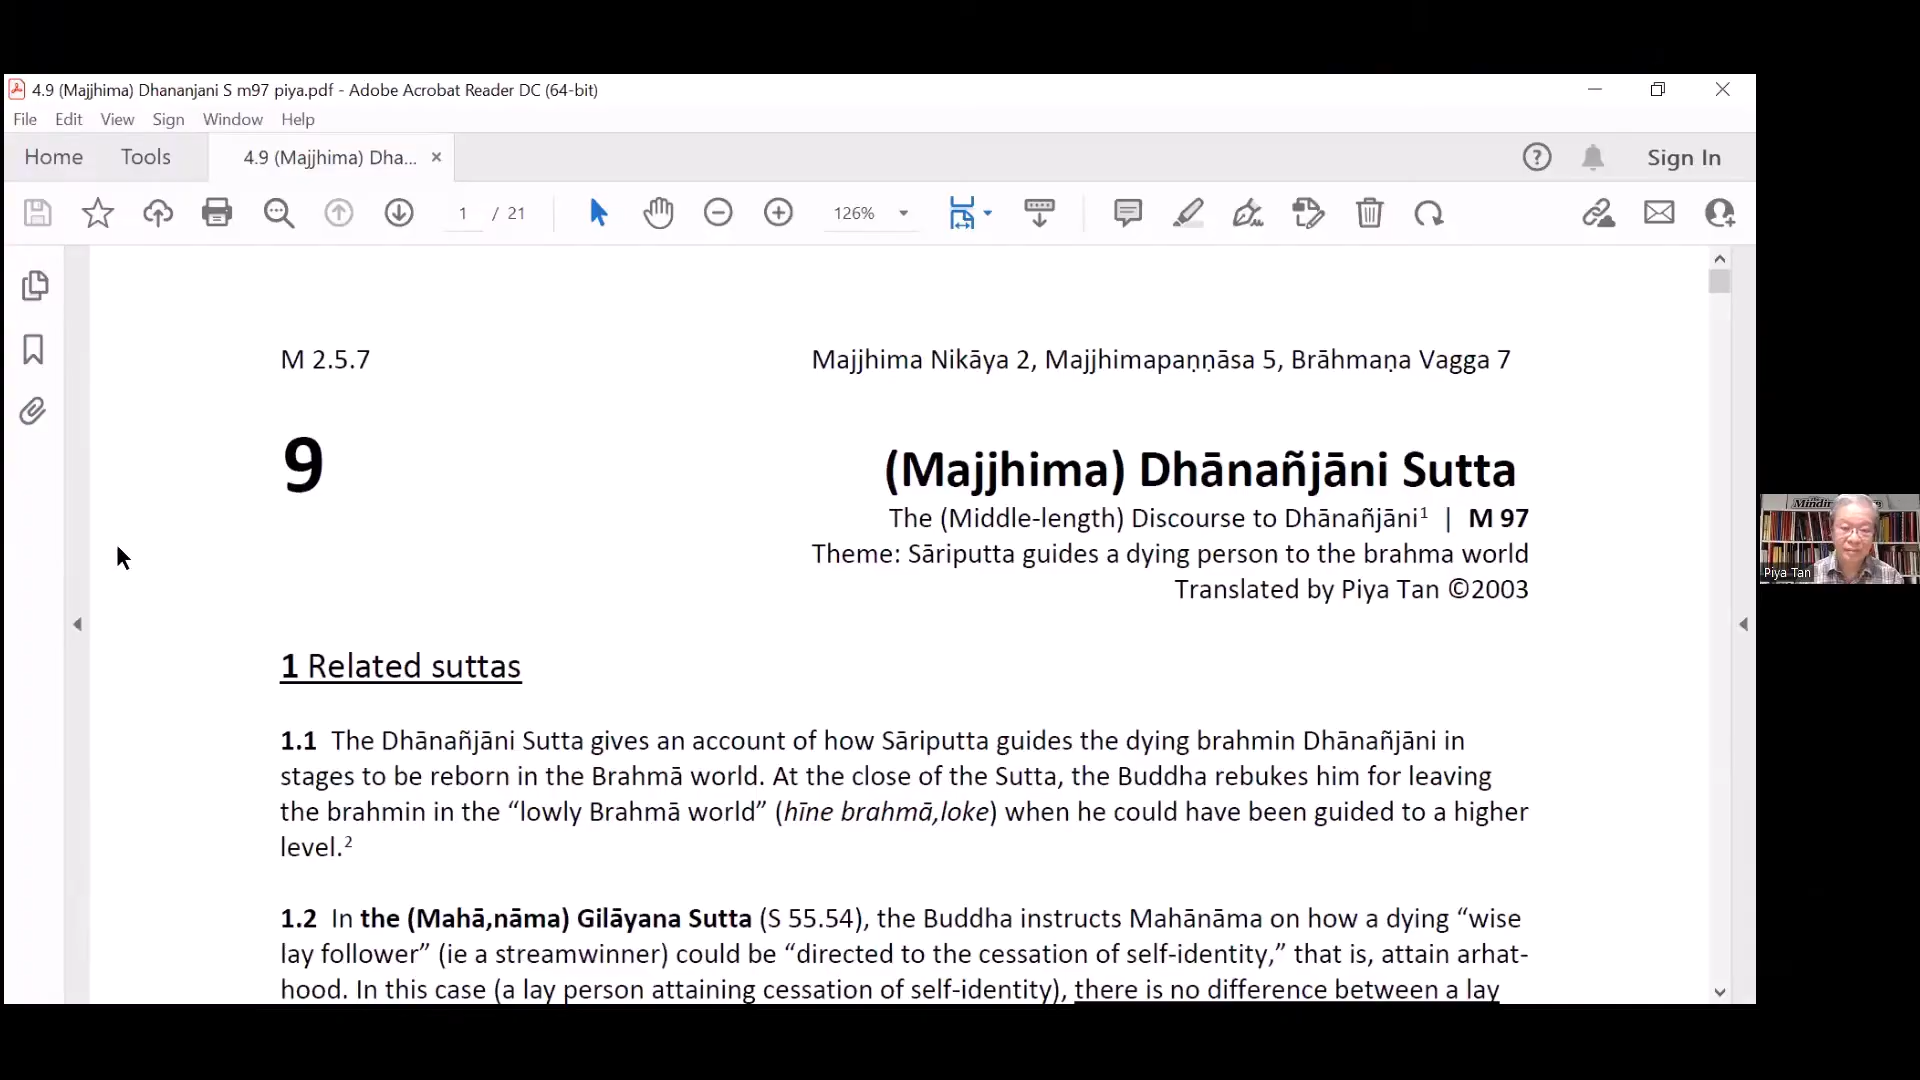 4.9 (Majjhima) Dhananjani S m97 piya.pdf - Adobe Acrobat Reader DC (64-bit)
File Edit View Sign Window Help
Home Tools 4.9 (Majjhima) Dha... × Sign In
1 / 21 126%
M 2.5.7 Majjhima Nikāya 2, Majjhimapaṇṇāsa 5, Brāhmaṇa Vagga 7
9 (Majjhima) Dhānañjāni Sutta
The (Middle-length) Discourse to Dhānañjāni¹ | M 97
Theme: Sāriputta guides a dying person to the brahma world
Translated by Piya Tan ©2003
1 Related suttas
1.1 The Dhānañjāni Sutta gives an account of how Sāriputta guides the dying brahmin Dhānañjāni in
stages to be reborn in the Brahmā world. At the close of the Sutta, the Buddha rebukes him for leaving
the brahmin in the “lowly Brahmā world” (hīne brahmā,loke) when he could have been guided to a higher
level.²
1.2 In the (Mahā,nāma) Gilāyana Sutta (S 55.54), the Buddha instructs Mahānāma on how a dying “wise
lay follower” (ie a streamwinner) could be “directed to the cessation of self-identity,” that is, attain arhat-
hood. In this case (a lay person attaining cessation of self-identity), there is no difference between a lay
Piya Tan